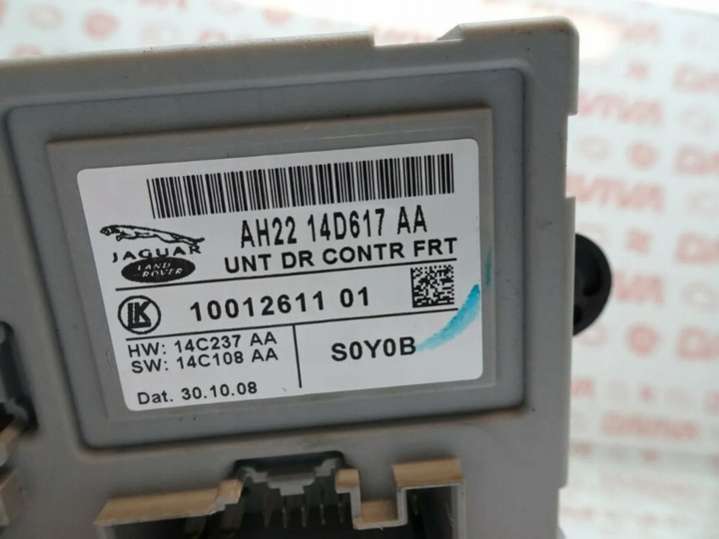 AH22 14D617 AA
JAGUAR
LAND ROVER
UNT DR CONTR FRT
LK
10012611 01
HW: 14C237 AA
SW: 14C108 AA
S0Y0B
Dat. 30.10.08